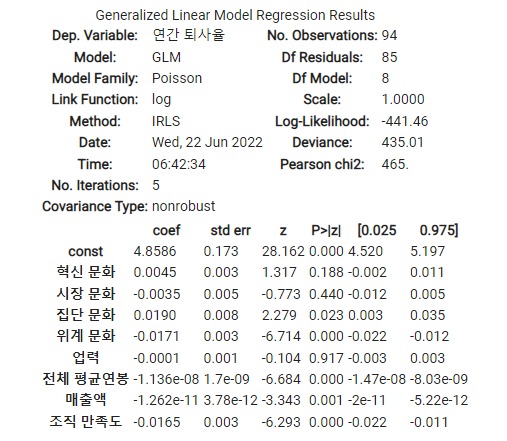 Generalized Linear Model Regression Results
Dep. Variable: 연간 퇴사율 No. Observations: 94
Model: GLM Df Residuals: 85
Model Family: Poisson Df Model: 8
Link Function: log Scale: 1.0000
Method: IRLS Log-Likelihood: -441.46
Date: Wed, 22 Jun 2022 Deviance: 435.01
Time: 06:42:34 Pearson chi2: 465.
No. Iterations: 5
Covariance Type: nonrobust
coef std err z P>|z| [0.025 0.975]
const 4.8586 0.173 28.162 0.000 4.520 5.197
혁신 문화 0.0045 0.003 1.317 0.188 -0.002 0.011
시장 문화 -0.0035 0.005 -0.773 0.440 -0.012 0.005
집단 문화 0.0190 0.008 2.279 0.023 0.003 0.035
위계 문화 -0.0171 0.003 -6.714 0.000 -0.022 -0.012
업력 -0.0001 0.001 -0.104 0.917 -0.003 0.003
전체 평균연봉 -1.136e-08 1.7e-09 -6.684 0.000 -1.47e-08 -8.03e-09
매출액 -1.262e-11 3.78e-12 -3.343 0.001 -2e-11 -5.22e-12
조직 만족도 -0.0165 0.003 -6.293 0.000 -0.022 -0.011